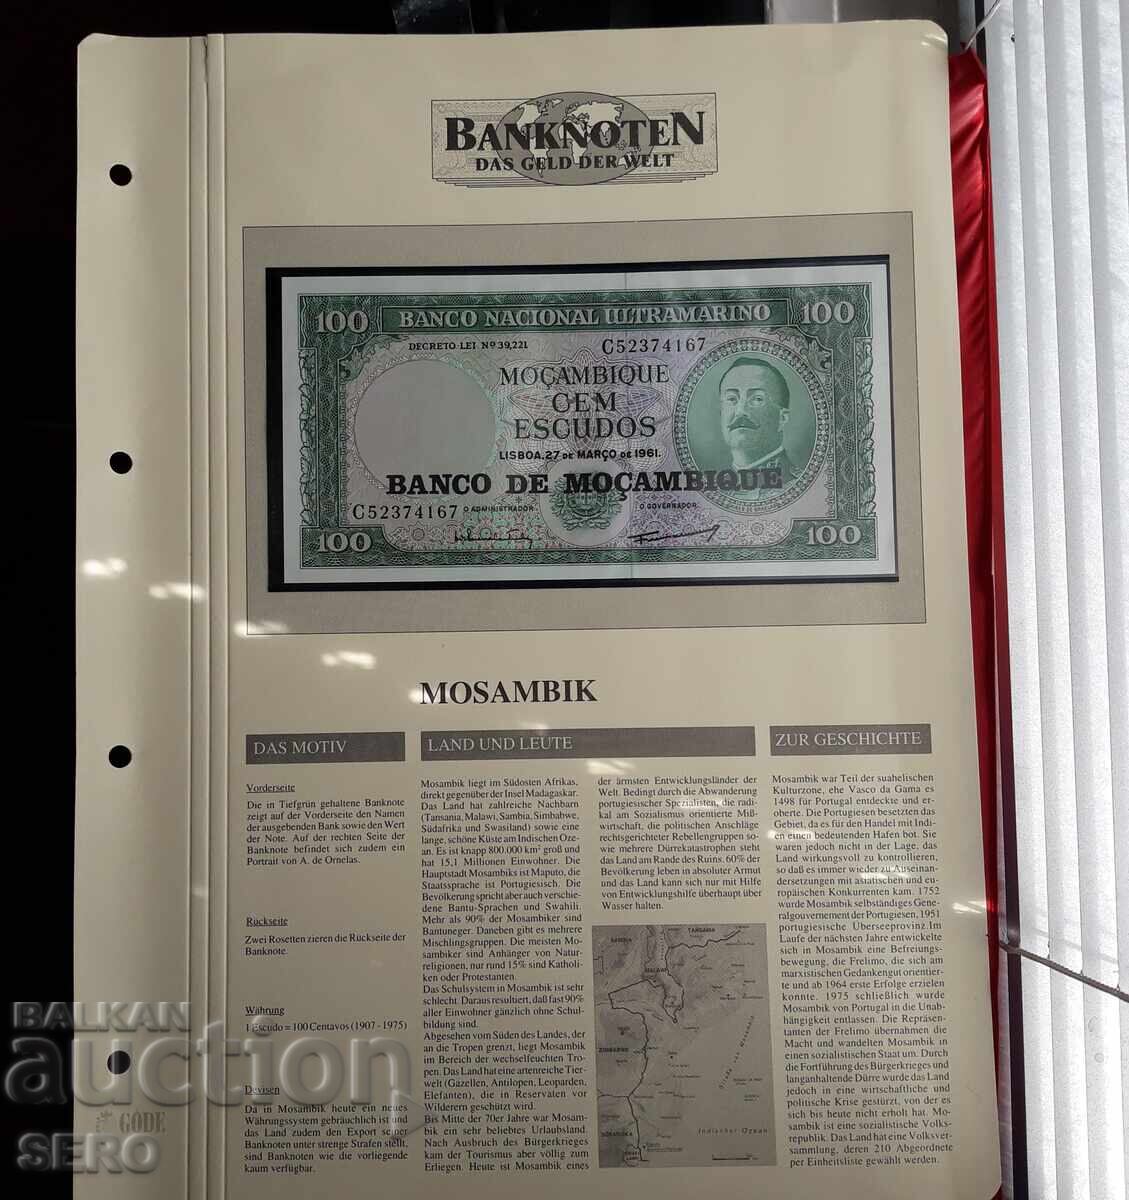 BANKNOTEN
DAS GELD DER WELT
100 BANCO NACIONAL ULTRAMARINO 100
DECRETO-LEI Nº 39,221 C52374167
MOÇAMBIQUE
CEM
ESCUDOS
LISBOA, 27 DE MARÇO DE 1961.
BANCO DE MOÇAMBIQUE
C52374167 O ADMINISTRADOR O GOVERNADOR
100 100
MOSAMBIK
DAS MOTIV
Vorderseite
Die in Tiefgrün gehaltene Banknote
zeigt auf der Vorderseite den Namen
der ausgebenden Bank sowie den Wert
der Note. Auf der rechten Seite der
Banknote befindet sich zudem ein
Portrait von A. de Ornelas.
Rückseite
Zwei Rosetten zieren die Rückseite der
Banknote.
Währung
1 Escudo = 100 Centavos (1907 - 1975)
Devisen
Da in Mosambik heute ein neues
Währungssystem gebräuchlich ist und
das Land zudem den Export seiner
Banknoten unter strenge Strafen stellt,
sind Banknoten wie die vorliegende
kaum verfügbar.
LAND UND LEUTE
Mosambik liegt im Südosten Afrikas,
direkt gegenüber der Insel Madagaskar.
Das Land hat zahlreiche Nachbarn
(Tansania, Malawi, Sambia, Simbabwe,
Südafrika und Swasiland) sowie eine
lange, schöne Küste am Indischen Oze-
an. Es ist knapp 800.000 km² groß und
hat 15,1 Millionen Einwohner. Die
Hauptstadt Mosambiks ist Maputo, die
Staatssprache ist Portugiesisch. Die
Bevölkerung spricht aber auch verschie-
dene Bantu-Sprachen und Swahili.
Mehr als 90% der Mosambiker sind
Bantuneger. Daneben gibt es mehrere
Mischlingsgruppen. Die meisten Mo-
sambiker sind Anhänger von Natur-
religionen, nur rund 15% sind Katholi-
ken oder Protestanten.
Das Schulsystem in Mosambik ist sehr
schlecht. Daraus resultiert, daß fast 90%
aller Einwohner gänzlich ohne Schul-
bildung sind.
Abgesehen vom Süden des Landes, der
an die Tropen grenzt, liegt Mosambik
im Bereich der wechselfeuchten Tro-
pen. Das Land hat eine artenreiche Tier-
welt (Gazellen, Antilopen, Leoparden,
Elefanten), die in Reservaten vor
Wilderern geschützt wird.
Bis Mitte der 70er Jahre war Mosam-
bik ein sehr beliebtes Urlaubsland.
Nach Ausbruch des Bürgerkrieges
kam der Tourismus aber völlig zum
Erliegen. Heute ist Mosambik eines
der ärmsten Entwicklungsländer der
Welt. Bedingt durch die Abwanderung
portugiesischer Spezialisten, die radi-
kal am Sozialismus orientierte Miß-
wirtschaft, die politischen Anschläge
rechtsgerichteter Rebellengruppen so-
wie mehrere Dürrekatastrophen steht
das Land am Rande des Ruins. 60% der
Bevölkerung leben in absoluter Armut
und das Land kann sich nur mit Hilfe
von Entwicklungshilfe überhaupt über
Wasser halten.
SAMBIA
TANSANIA
MALAWI
ZIMBABWE
SÜDAFRIKA
Indischer Ozean
ZUR GESCHICHTE
Mosambik war Teil der suahelischen
Kulturzone, ehe Vasco da Gama es
1498 für Portugal entdeckte und er-
oberte. Die Portugiesen besetzten das
Gebiet, da es für den Handel mit Indi-
en einen bedeutenden Hafen bot. Sie
waren jedoch nicht in der Lage, das
Land wirkungsvoll zu kontrollieren,
so daß es immer wieder zu Auseinan-
dersetzungen mit asiatischen und eu-
ropäischen Konkurrenten kam. 1752
wurde Mosambik selbständiges Gene-
ralgouvernement der Portugiesen, 1951
portugiesische Überseeprovinz. Im
Laufe der nächsten Jahre entwickelte
sich in Mosambik eine Befreiungs-
bewegung, die Frelimo, die sich am
marxistischen Gedankengut orientier-
te und ab 1964 erste Erfolge erzielen
konnte. 1975 schließlich wurde
Mosambik von Portugal in die Unab-
hängigkeit entlassen. Die Repräsen-
tanten der Frelimo übernahmen die
Macht und wandelten Mosambik in
einen sozialistischen Staat um. Durch
die Fortführung des Bürgerkrieges und
langanhaltende Dürre wurde das Land
jedoch in eine wirtschaftliche und
politische Krise gestürzt, von der es
sich bis heute nicht erholt hat. Mo-
sambik ist eine sozialistische Volks-
republik. Das Land hat eine Volksver-
sammlung, deren 210 Abgeordnete
per Einheitsliste gewählt werden.
BALKAN
auction
GÖDE
SERO